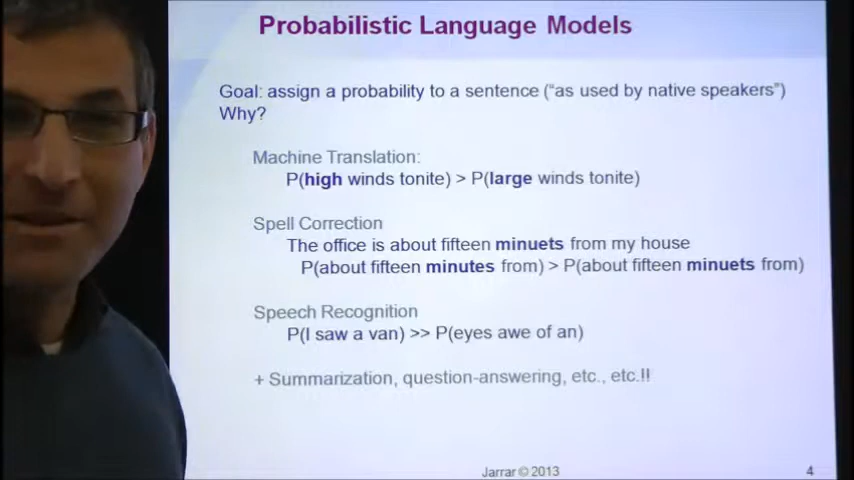 Probabilistic Language Models
Goal: assign a probability to a sentence ("as used by native speakers")
Why?
Machine Translation:
P(high winds tonite) > P(large winds tonite)
Spell Correction
The office is about fifteen minuets from my house
P(about fifteen minutes from) > P(about fifteen minuets from)
Speech Recognition
P(I saw a van) >> P(eyes awe of an)
+ Summarization, question-answering, etc., etc.!!
Jarrar © 2013
4